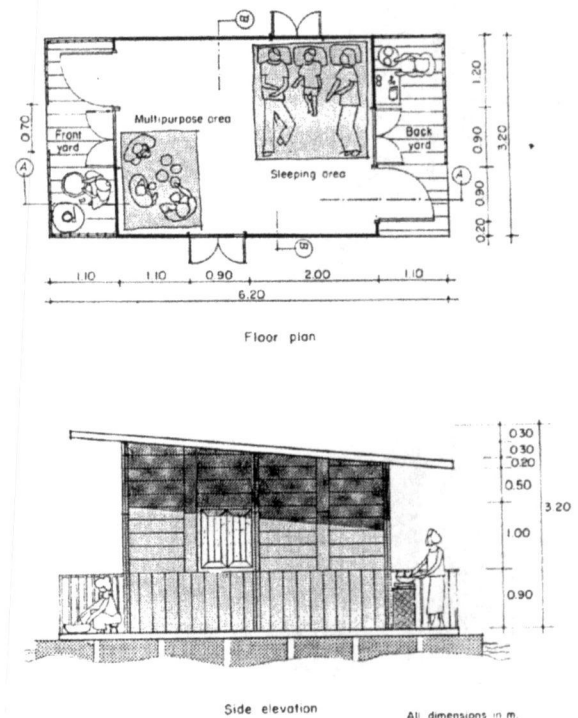 B
1.20
Multipurpose area
0.70
Front
yard
Back
yard
0.90
3.20
A
Sleeping area
A
0.90
B
0.20
1.10
1.10
0.90
2.00
1.10
6.20
Floor plan
0.30
0.30
0.20
0.50
3.20
1.00
0.90
Side elevation
All dimensions in m